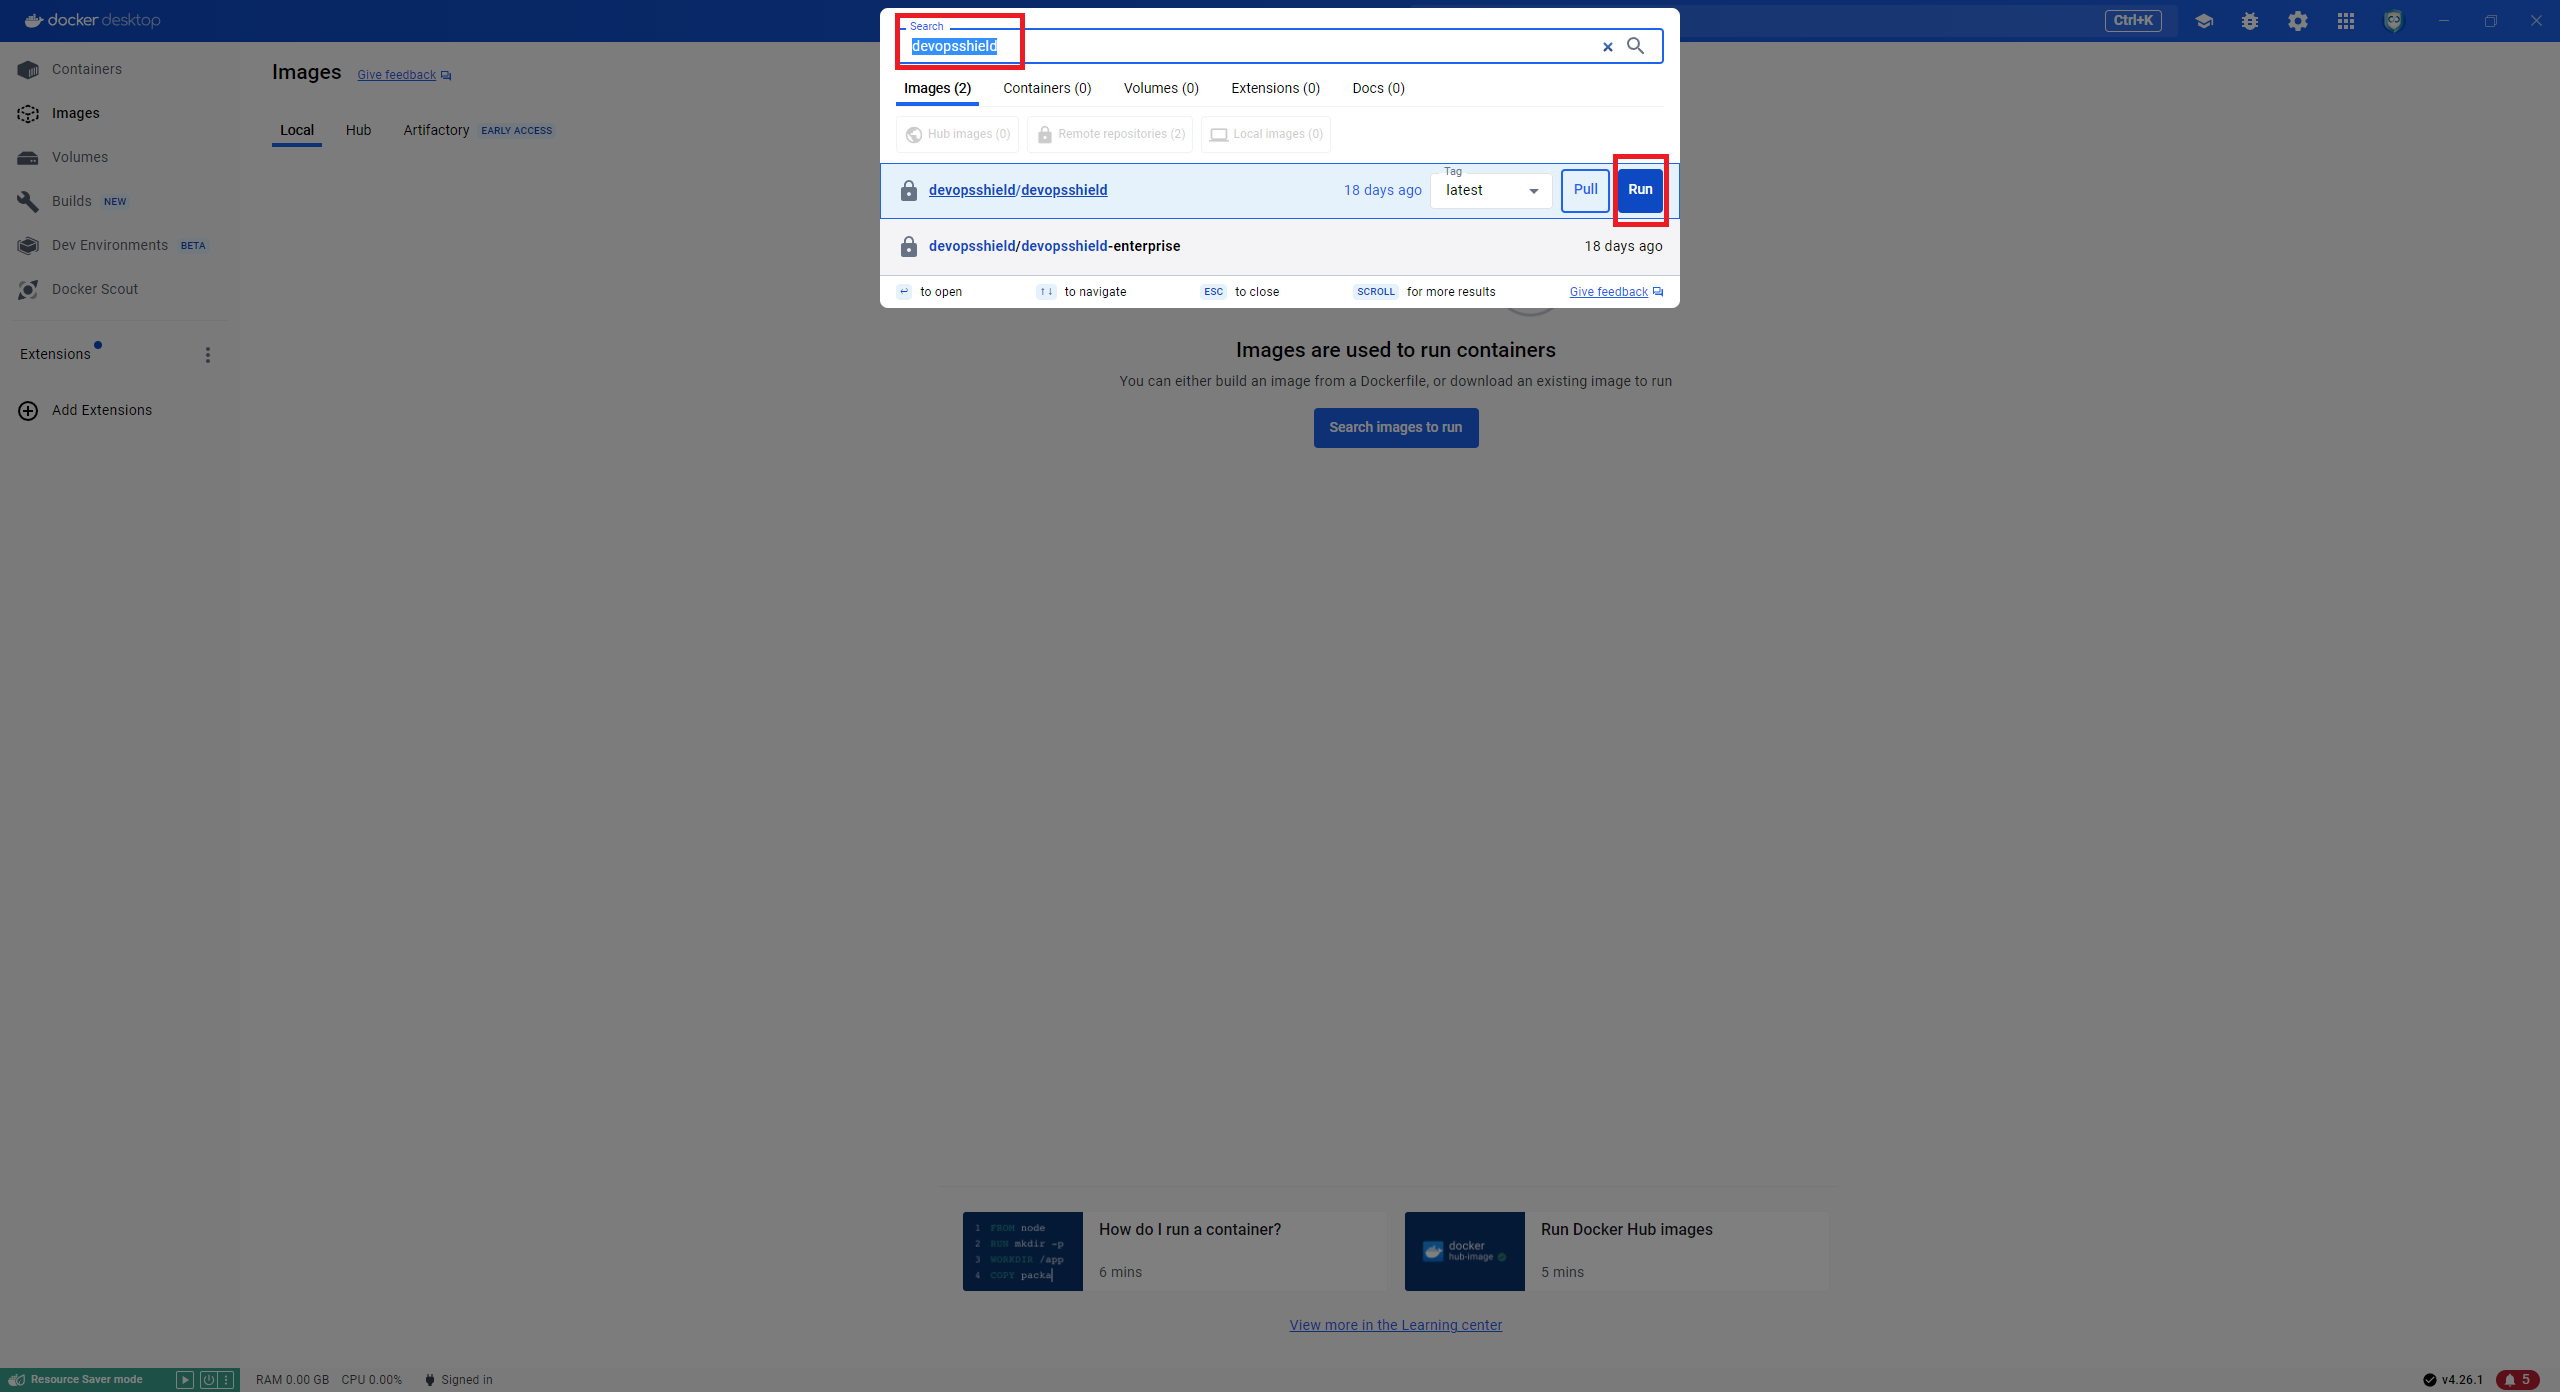 docker desktop
Ctrl+K
Search
devopsshield
Images (2)
Containers (0)
Volumes (0)
Extensions (0)
Docs (0)
Hub images (0)
Remote repositories (2)
Local images (0)
devopsshield/devopsshield
18 days ago
Tag
latest
Pull
Run
devopsshield/devopsshield-enterprise
18 days ago
to open
to navigate
ESC to close
SCROLL for more results
Give feedback
Containers
Images
Volumes
Builds NEW
Dev Environments BETA
Docker Scout
Extensions
Add Extensions
Images Give feedback
Local
Hub
Artifactory EARLY ACCESS
Images are used to run containers
You can either build an image from a Dockerfile, or download an existing image to run
Search images to run
1 FROM node
2 RUN mkdir -p
3 WORKDIR /app
4 COPY packa
How do I run a container?
6 mins
docker
hub-image
Run Docker Hub images
5 mins
View more in the Learning center
Resource Saver mode
RAM 0.00 GB CPU 0.00%
Signed in
v4.26.1
5